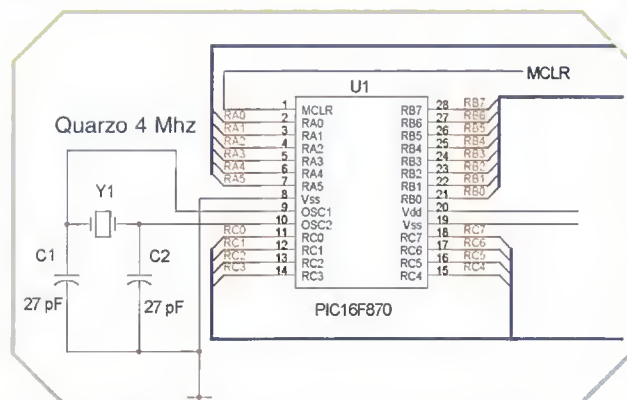 MCLR
U1
Quarzo 4 Mhz
1 MCLR RB7 28 RB7
RA0 2 RA0 RB6 27 RB6
RA1 3 RA1 RB5 26 RB5
RA2 4 RA2 RB4 25 RB4
RA3 5 RA3 RB3 24 RB3
RA4 6 RA4 RB2 23 RB2
RA5 7 RA5 RB1 22 RB1
8 Vss RB0 21 RB0
9 OSC1 Vdd 20
10 OSC2 Vss 19
RC0 11 RC0 RC7 18 RC7
RC1 12 RC1 RC6 17 RC6
RC2 13 RC2 RC5 16 RC5
RC3 14 RC3 RC4 15 RC4
Y1
C1
C2
27 pF
27 pF
PIC16F870